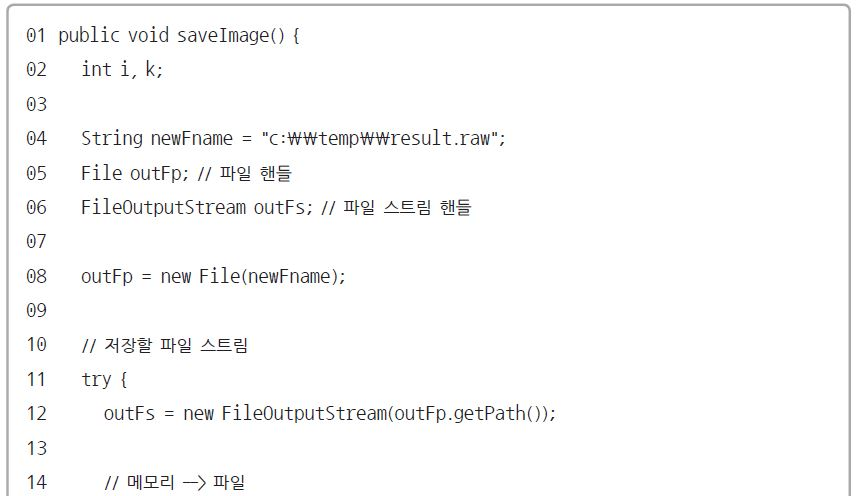 01 public void saveImage() {
02 int i, k;
03
04 String newFname = "c:₩₩temp₩₩result.raw";
05 File outFp; // 파일 핸들
06 FileOutputStream outFs; // 파일 스트림 핸들
07
08 outFp = new File(newFname);
09
10 // 저장할 파일 스트림
11 try {
12 outFs = new FileOutputStream(outFp.getPath());
13
14 // 메모리 —> 파일